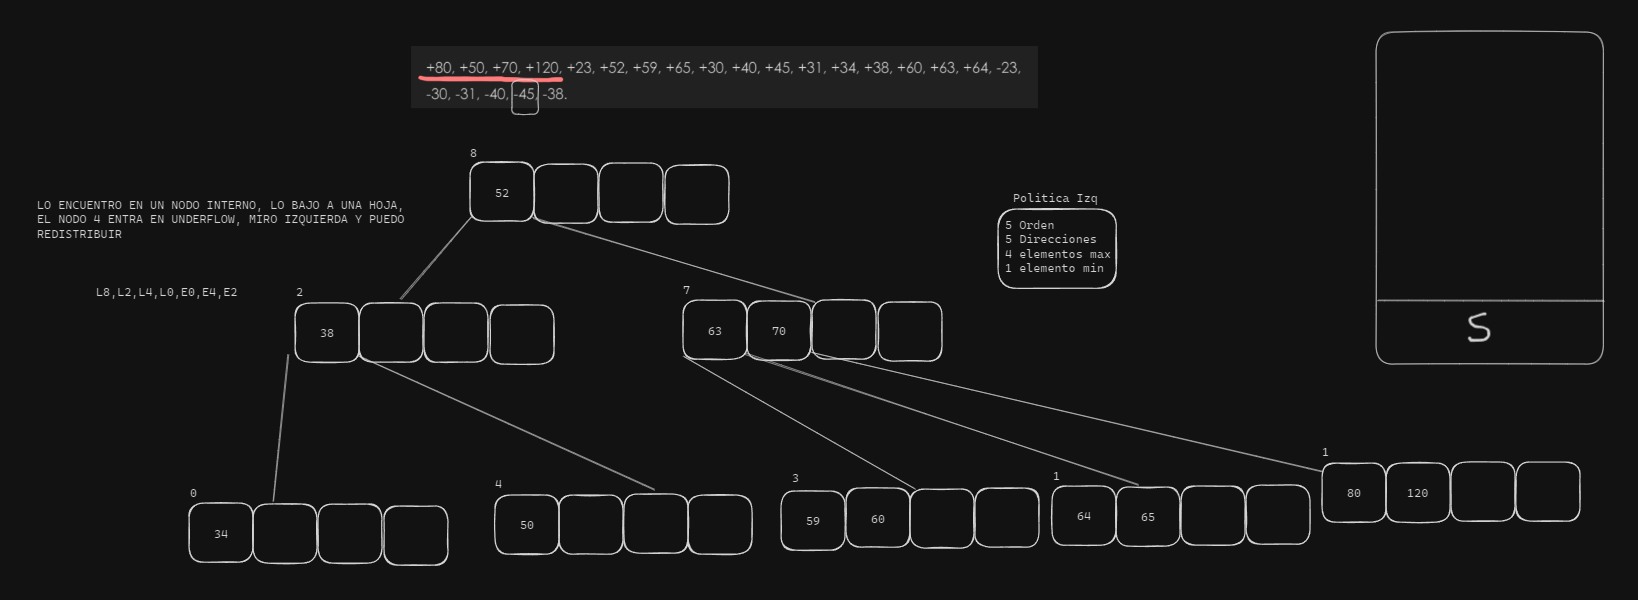 +80, +50, +70, +120, +23, +52, +59, +65, +30, +40, +45, +31, +34, +38, +60, +63, +64, -23,
-30, -31, -40, -45, -38.
8
52
LO ENCUENTRO EN UN NODO INTERNO, LO BAJO A UNA HOJA,
EL NODO 4 ENTRA EN UNDERFLOW, MIRO IZQUIERDA Y PUEDO
REDISTRIBUIR
Politica Izq
5 Orden
5 Direcciones
4 elementos max
1 elemento min
L8,L2,L4,L0,E0,E4,E2
2
38
7
63 70
S
0
34
4
50
3
59 60
1
64 65
1
80 120